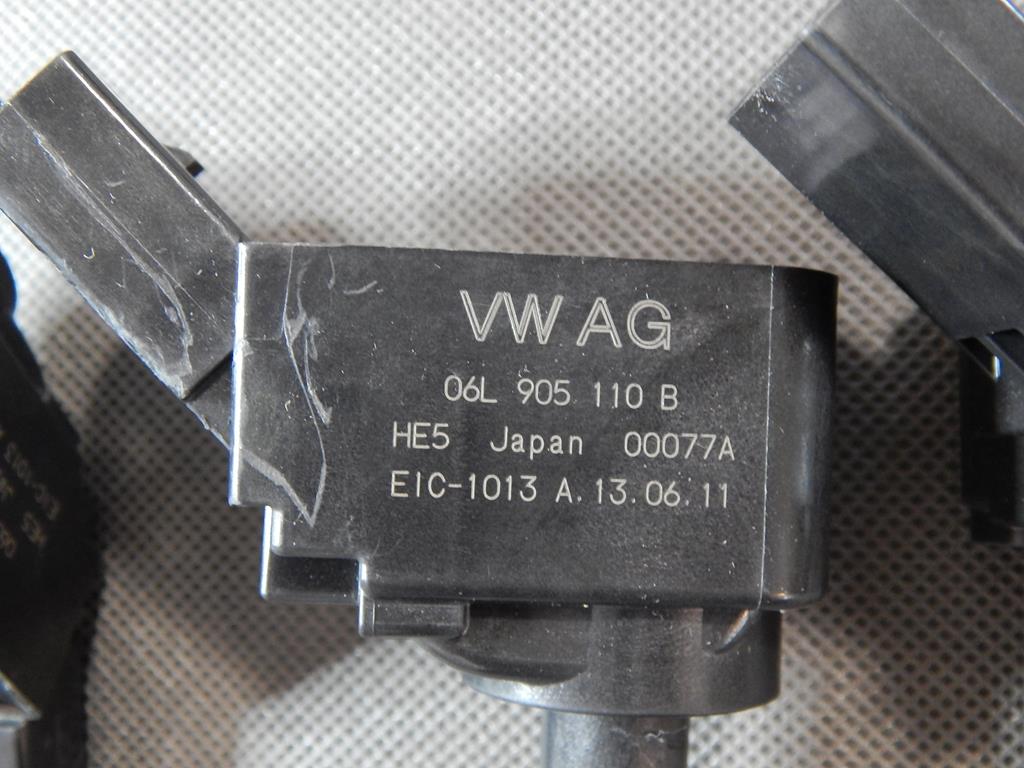 VW AG
06L 905 110 B
HE5 Japan 00077A
EIC-1013 A. 13.06.11